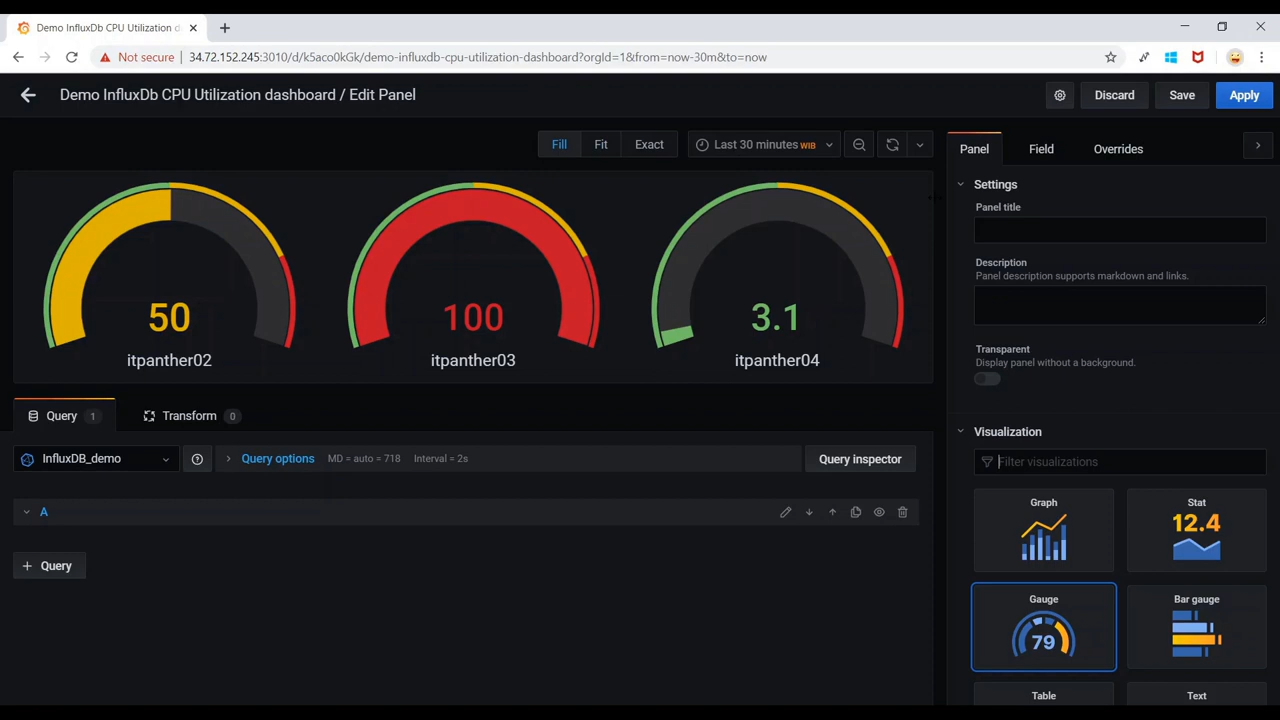 Demo InfluxDb CPU Utilization d
Not secure 34.72.152.245:3010/d/k5aco0kGk/demo-influxdb-cpu-utilization-dashboard?orgId=1&from=now-30m&to=now
Demo InfluxDb CPU Utilization dashboard / Edit Panel
Discard Save Apply
Fill Fit Exact Last 30 minutes WIB
Panel Field Overrides
Settings
Panel title
Description
Panel description supports markdown and links.
Transparent
Display panel without a background.
50 100 3.1
itpanther02 itpanther03 itpanther04
Query 1 Transform 0
InfluxDB_demo Query options MD = auto = 718 Interval = 2s Query inspector
A
+ Query
Visualization
Filter visualizations
Graph Stat
12.4
Gauge Bar gauge
79
Table Text